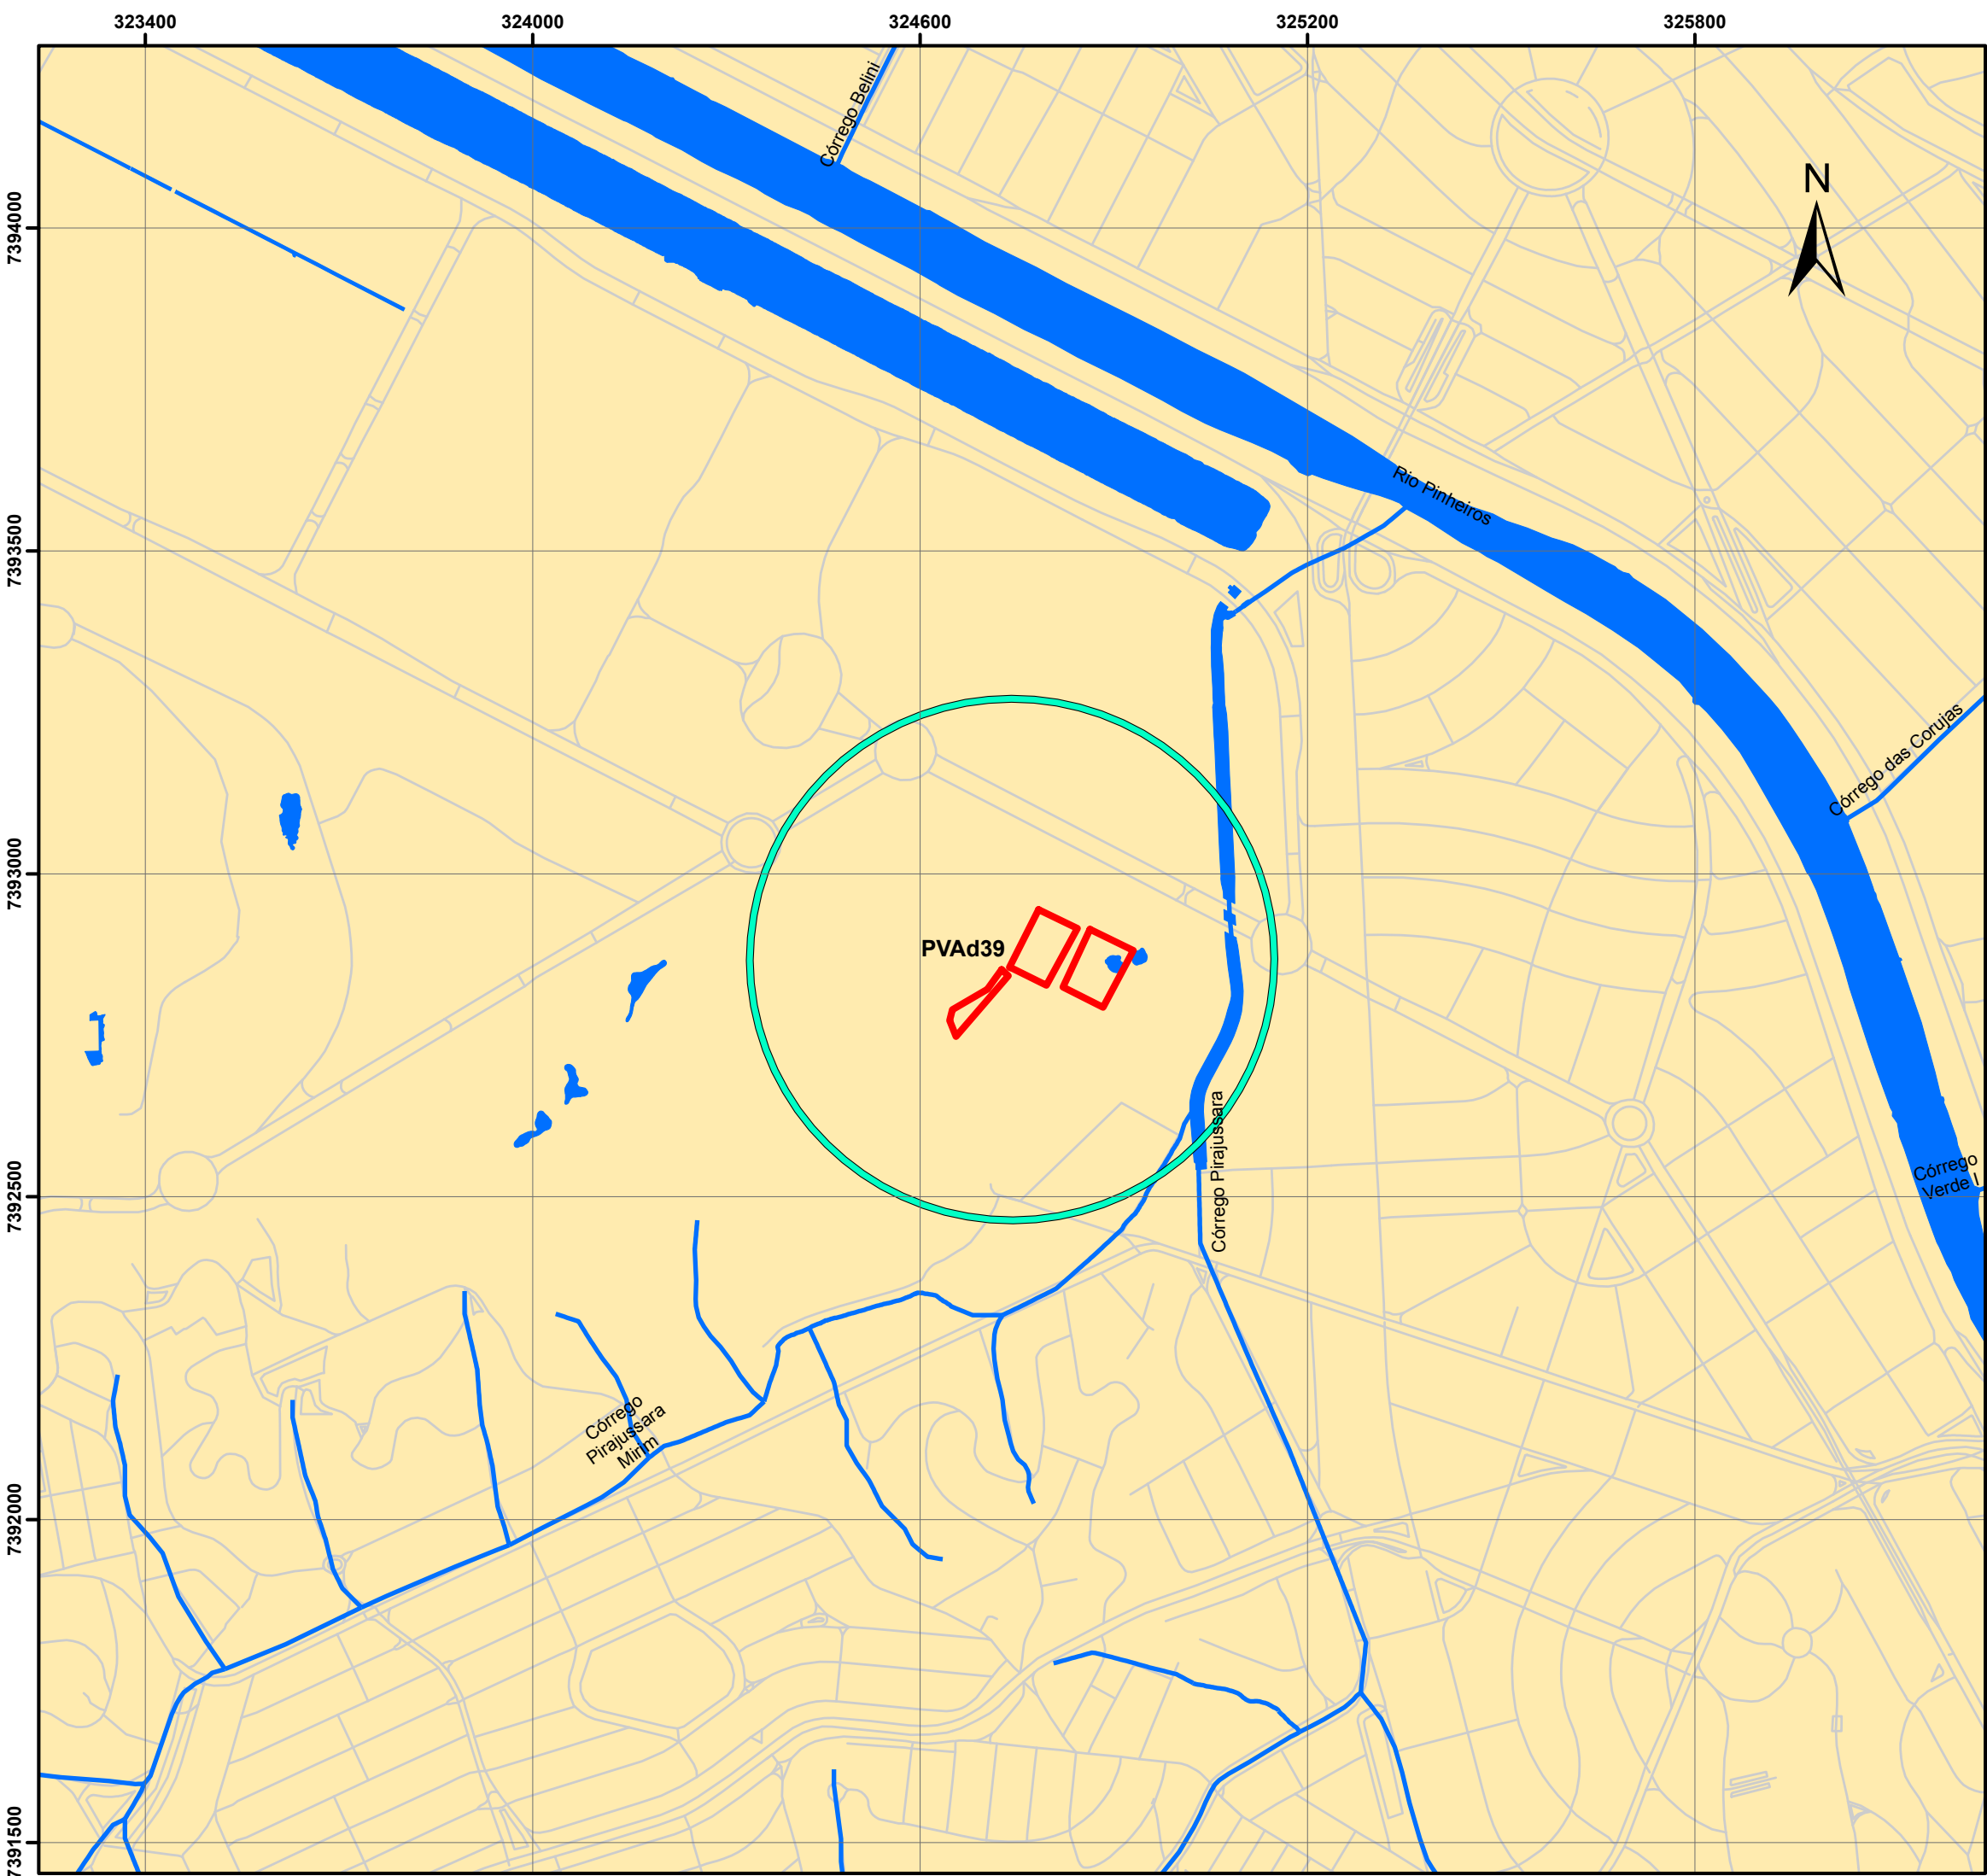 323400
324000
324600
325200
325800
Córrego Belini
N
7394000
Rio Pinheiros
7393500
Córrego das Corujas
7393000
PVAd39
Córrego Pirajussara
Córrego
Verde I
7392500
Córrego
Pirajussara
Mirim
7392000
7391500